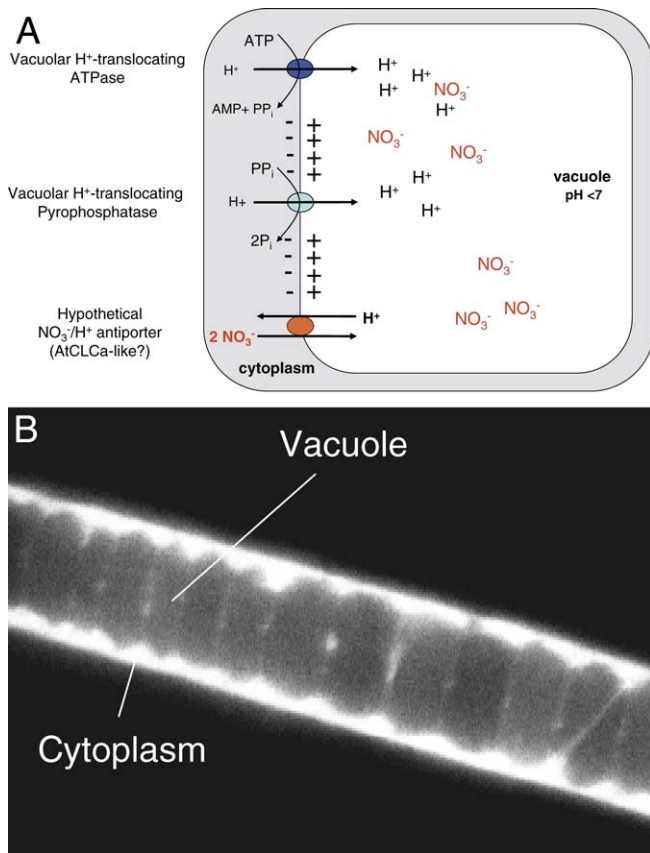 A
Vacuolar H⁺-translocating
ATPase
ATP
H⁺
AMP+ PPᵢ
H⁺
H⁺
H⁺
NO₃⁻
H⁺
- +
- +
- +
- +
NO₃⁻
NO₃⁻
Vacuolar H⁺-translocating
Pyrophosphatase
PPᵢ
H+
2Pᵢ
H⁺
H⁺
H⁺
vacuole
pH <7
- +
- +
- +
- +
NO₃⁻
NO₃⁻
NO₃⁻
Hypothetical
NO₃⁻/H⁺ antiporter
(AtCLCa-like?)
H⁺
2 NO₃⁻
cytoplasm
B
Vacuole
Cytoplasm